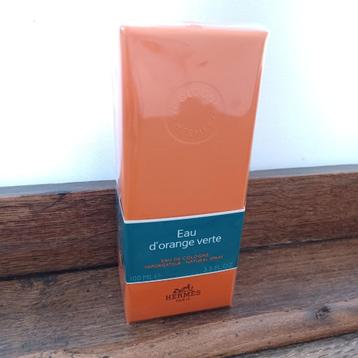 Eau
d'orange verte
EAU DE COLOGNE
VAPORISATEUR - NATURAL SPRAY
100 ML e 3.3 FL.OZ
HERMÈS
PARIS